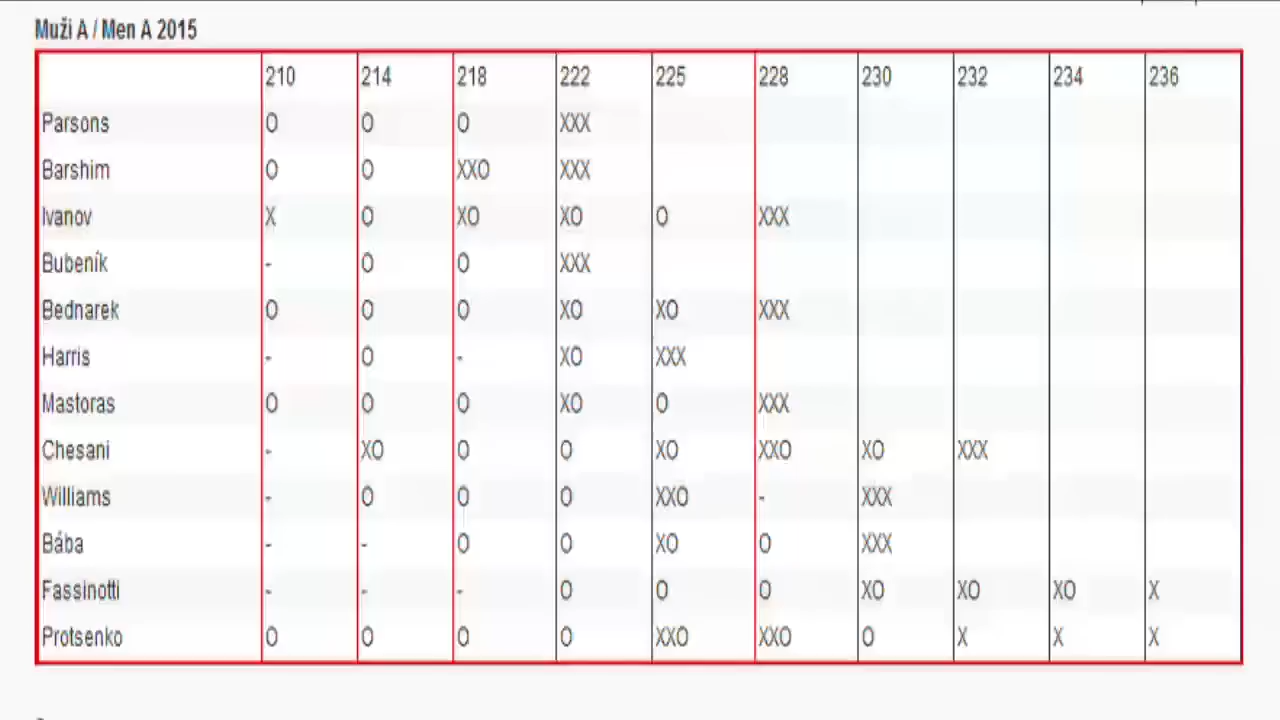 Muži A / Men A 2015
210 214 218 222 225 228 230 232 234 236
Parsons O O O XXX
Barshim O O XXO XXX
Ivanov X O XO XO O XXX
Bubeník - O O XXX
Bednarek O O O XO XO XXX
Harris - O - XO XXX
Mastoras O O O XO O XXX
Chesani - XO O O XO XXO XO XXX
Williams - O O O XXO - XXX
Bába - - O O XO O XXX
Fassinotti - - - O O O XO XO XO X
Protsenko O O O O XXO XXO O X X X